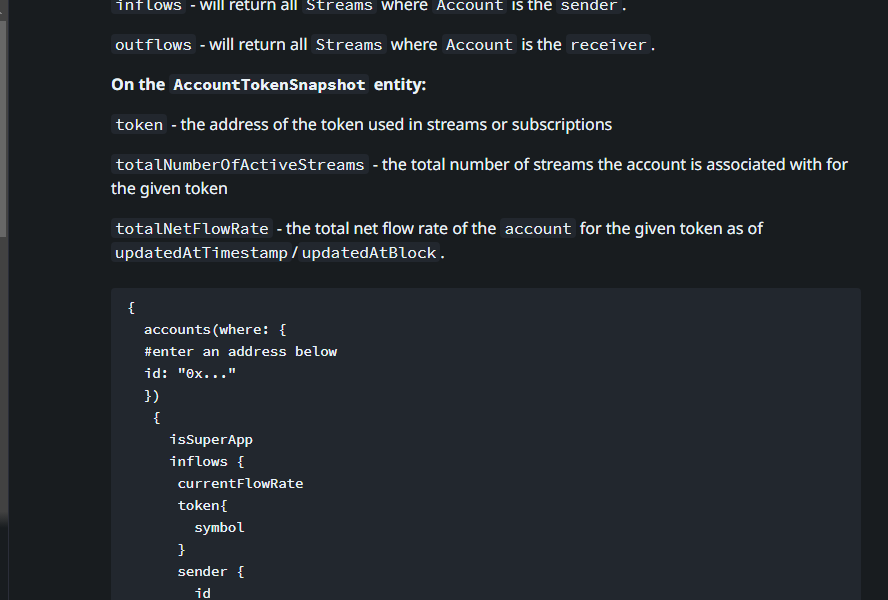 inflows - will return all Streams where Account is the sender.
outflows - will return all Streams where Account is the receiver.
On the AccountTokenSnapshot entity:
token - the address of the token used in streams or subscriptions
totalNumberOfActiveStreams - the total number of streams the account is associated with for
the given token
totalNetFlowRate - the total net flow rate of the account for the given token as of
updatedAtTimestamp/updatedAtBlock.
{
accounts(where: {
#enter an address below
id: "0x..."
})
{
isSuperApp
inflows {
currentFlowRate
token{
symbol
}
sender {
id